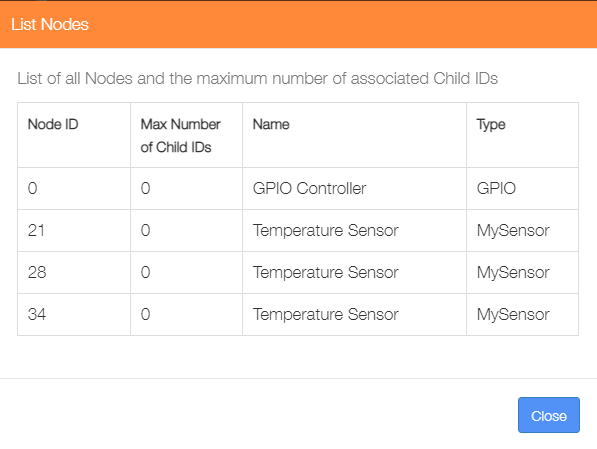 List Nodes
List of all Nodes and the maximum number of associated Child IDs
Node ID Max Number of Child IDs Name Type
0 0 GPIO Controller GPIO
21 0 Temperature Sensor MySensor
28 0 Temperature Sensor MySensor
34 0 Temperature Sensor MySensor
Close